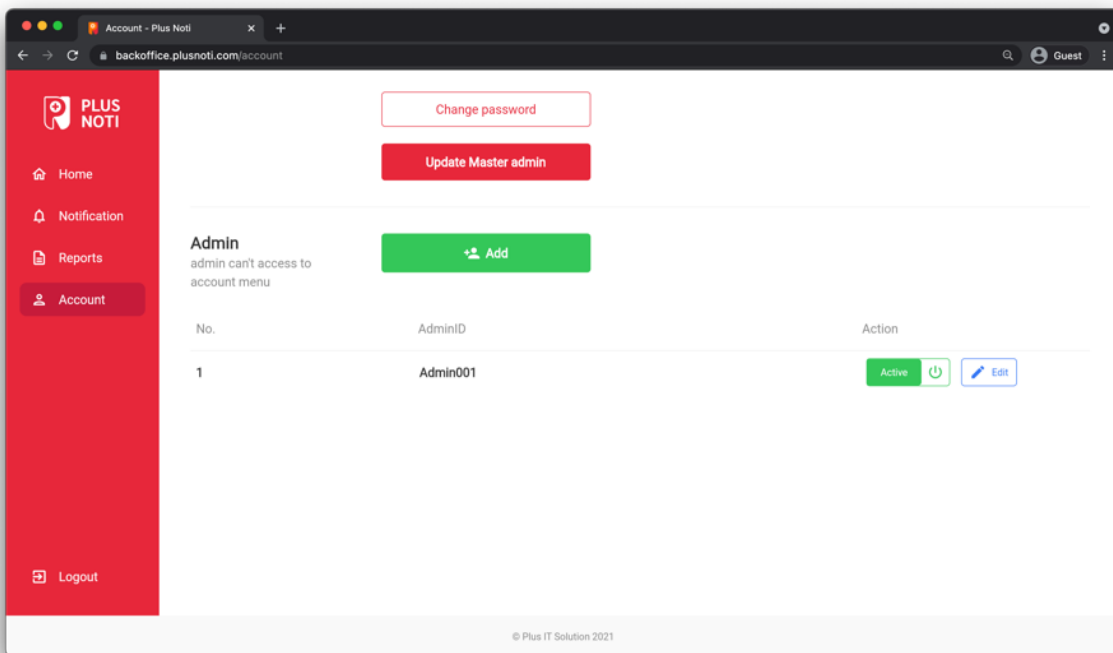 Account - Plus Noti
backoffice.plusnoti.com/account
Guest
PLUS
NOTI
Home
Notification
Reports
Account
Logout
Change password
Update Master admin
Admin
admin can't access to
account menu
Add
No. AdminID Action
1 Admin001 Active Edit
© Plus IT Solution 2021